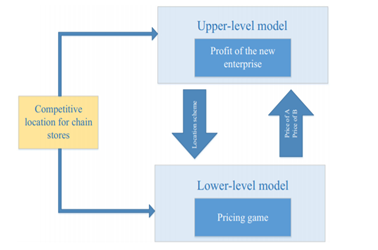 Upper-level model
Profit of the new
enterprise
Competitive
location for chain
stores
Location scheme
Price of A
Price of B
Lower-level model
Pricing game